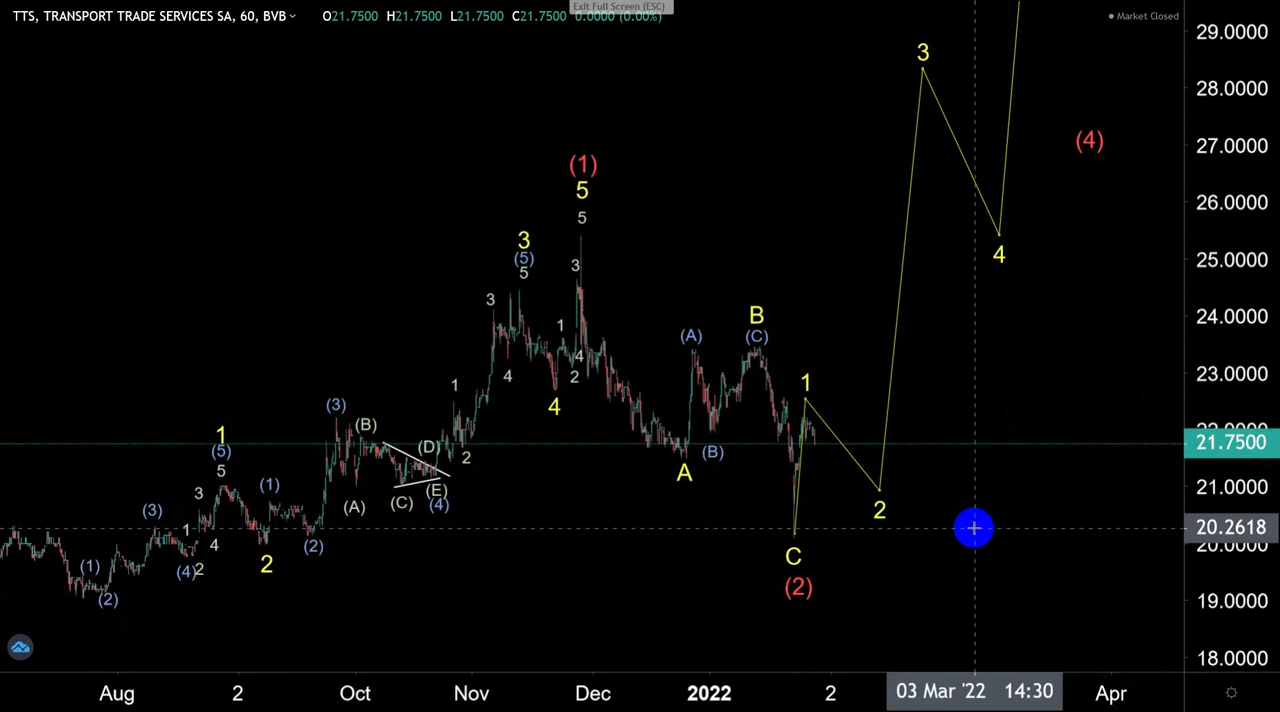 TTS, TRANSPORT TRADE SERVICES SA, 60, BVB O21.7500 H21.7500 L21.7500 C21.7500 0.0000 (0.00%)
Exit Full Screen (ESC)
Market Closed
29.0000
3
28.0000
27.0000
(4)
(1)
5
26.0000
5
3
(5)
5
3
4
25.0000
3
B
(A)
(C)
24.0000
1
4
2
3
4
1
1
23.0000
4
(3)
(B)
1
(5)
5
(D)
2
A
(B)
21.7500
22.0000
3
(1)
(A)
(C)
(E)
(4)
2
21.0000
(3)
1
4
2
(2)
C
(2)
20.2618
20.0000
(1)
(2)
(4)
2
19.0000
18.0000
Aug
2
Oct
Nov
Dec
2022
2
03 Mar '22 14:30
Apr